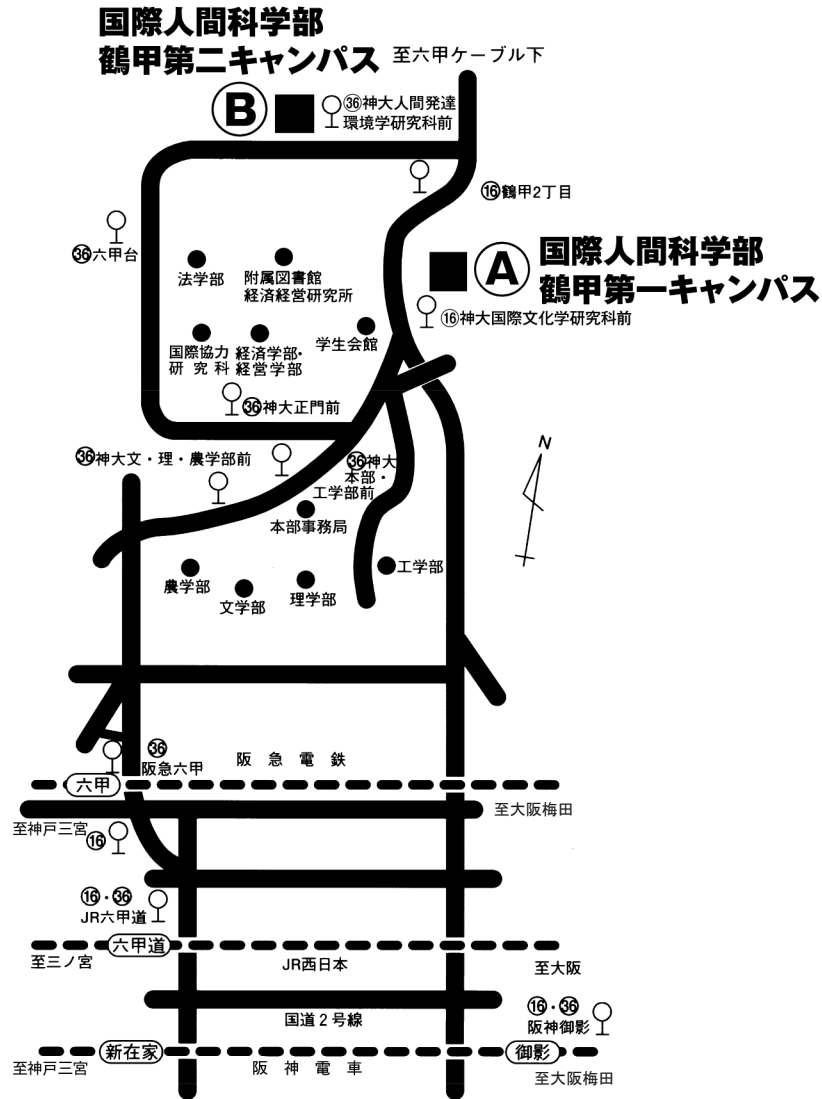 国際人間科学部
鶴甲第二キャンパス
至六甲ケーブル下
B
㊱神大人間発達
環境学研究科前
⑯鶴甲2丁目
㊱六甲台
法学部
附属図書館
経済経営研究所
A
国際人間科学部
鶴甲第一キャンパス
⑯神大国際文化学研究科前
国際協力
研究科
経済学部・
経営学部
学生会館
㊱神大正門前
㊱神大文・理・農学部前
㊱神大
本部・
工学部前
N
本部事務局
農学部
文学部
理学部
工学部
㊱
阪急六甲
阪急電鉄
六甲
至神戸三宮
至大阪梅田
⑯
⑯・㊱
JR六甲道
六甲道
至三ノ宮
JR西日本
至大阪
国道2号線
⑯・㊱
阪神御影
新在家
御影
至神戸三宮
阪神電車
至大阪梅田